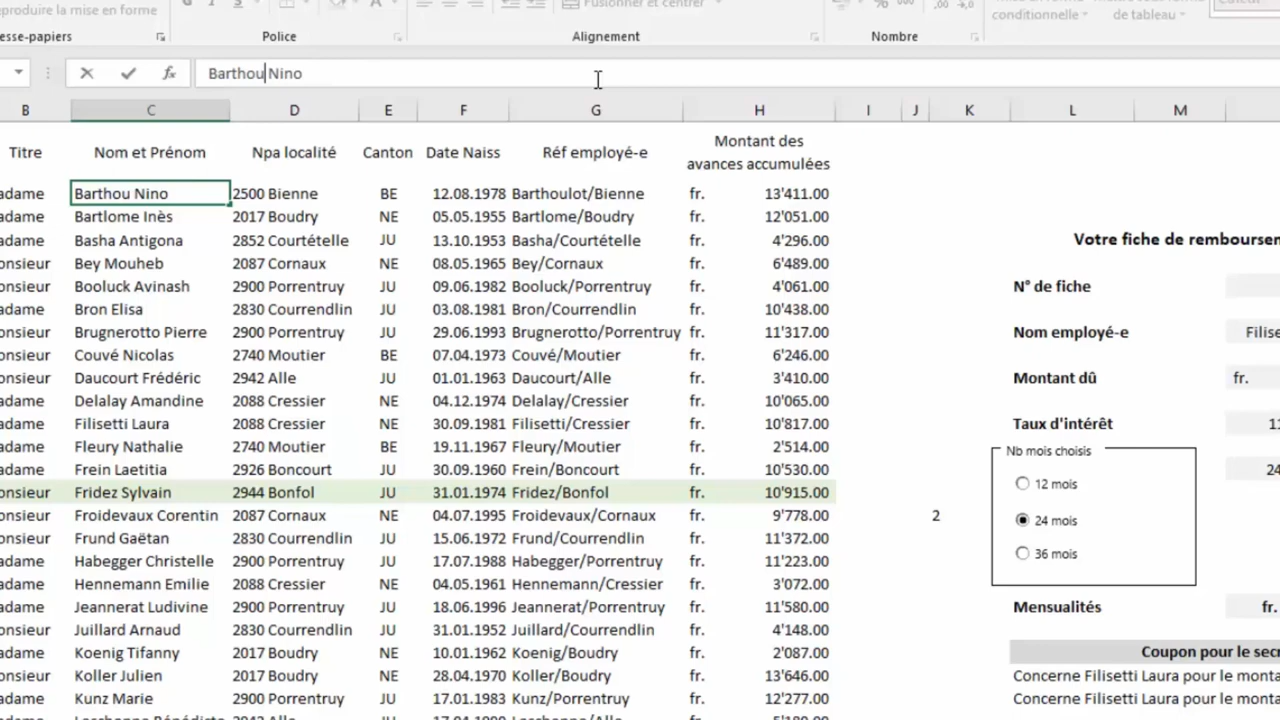 eproduire la mise en forme
Fusionner et centrer
% 000
conditionnelle de tableau
esse-papiers Police Alignement Nombre
fx Barthou Nino
B C D E F G H I J K L M
Titre Nom et Prénom Npa localité Canton Date Naiss Réf employé-e Montant des
avances accumulées
adame Barthou Nino 2500 Bienne BE 12.08.1978 Barthoulot/Bienne fr. 13'411.00
adame Bartlome Inès 2017 Boudry NE 05.05.1955 Bartlome/Boudry fr. 12'051.00
adame Basha Antigona 2852 Courtételle JU 13.10.1953 Basha/Courtételle fr. 4'296.00 Votre fiche de remboursem
onsieur Bey Mouheb 2087 Cornaux NE 08.05.1965 Bey/Cornaux fr. 6'489.00
onsieur Booluck Avinash 2900 Porrentruy JU 09.06.1982 Booluck/Porrentruy fr. 4'061.00 N° de fiche
adame Bron Elisa 2830 Courrendlin JU 03.08.1981 Bron/Courrendlin fr. 10'438.00
onsieur Brugnerotto Pierre 2900 Porrentruy JU 29.06.1993 Brugnerotto/Porrentruy fr. 11'317.00 Nom employé-e Filise
onsieur Couvé Nicolas 2740 Moutier BE 07.04.1973 Couvé/Moutier fr. 6'246.00
onsieur Daucourt Frédéric 2942 Alle JU 01.01.1963 Daucourt/Alle fr. 3'410.00 Montant dû fr.
adame Delalay Amandine 2088 Cressier NE 04.12.1974 Delalay/Cressier fr. 10'065.00
adame Filisetti Laura 2088 Cressier NE 30.09.1981 Filisetti/Cressier fr. 10'817.00 Taux d'intérêt 11
adame Fleury Nathalie 2740 Moutier BE 19.11.1967 Fleury/Moutier fr. 2'514.00 Nb mois choisis
adame Frein Laetitia 2926 Boncourt JU 30.09.1960 Frein/Boncourt fr. 10'530.00 12 mois 24
onsieur Fridez Sylvain 2944 Bonfol JU 31.01.1974 Fridez/Bonfol fr. 10'915.00
onsieur Froidevaux Corentin 2087 Cornaux NE 04.07.1995 Froidevaux/Cornaux fr. 9'778.00 2 24 mois
onsieur Frund Gaëtan 2830 Courrendlin JU 15.06.1972 Frund/Courrendlin fr. 11'372.00
adame Habegger Christelle 2900 Porrentruy JU 17.07.1988 Habegger/Porrentruy fr. 11'223.00 36 mois
adame Hennemann Emilie 2088 Cressier NE 04.05.1961 Hennemann/Cressier fr. 3'072.00
adame Jeannerat Ludivine 2900 Porrentruy JU 18.06.1996 Jeannerat/Porrentruy fr. 11'580.00 Mensualités fr.
onsieur Juillard Arnaud 2830 Courrendlin JU 31.01.1952 Juillard/Courrendlin fr. 4'148.00
adame Koenig Tifanny 2017 Boudry NE 10.01.1962 Koenig/Boudry fr. 2'087.00 Coupon pour le secr
onsieur Koller Julien 2017 Boudry NE 28.04.1970 Koller/Boudry fr. 13'646.00 Concerne Filisetti Laura pour le monta
adame Kunz Marie 2900 Porrentruy JU 17.01.1983 Kunz/Porrentruy fr. 12'277.00 Concerne Filisetti Laura pour le monta